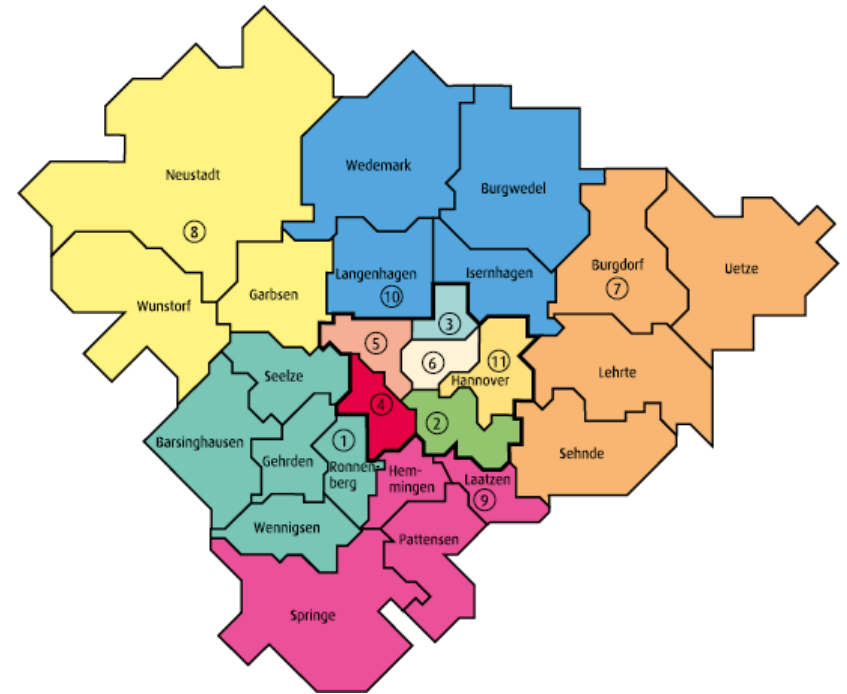 Wedemark
Neustadt
Burgwedel
8
Langenhagen
Isernhagen
Burgdorf
Uetze
Garbsen
10
7
Wunstorf
3
5
6
11
Hannover
Lehrte
Seelze
4
2
Barsinghausen
1
Gehrden
Ronnen-
berg
Hem-
mingen
Laatzen
9
Sehnde
Wennigsen
Pattensen
Springe